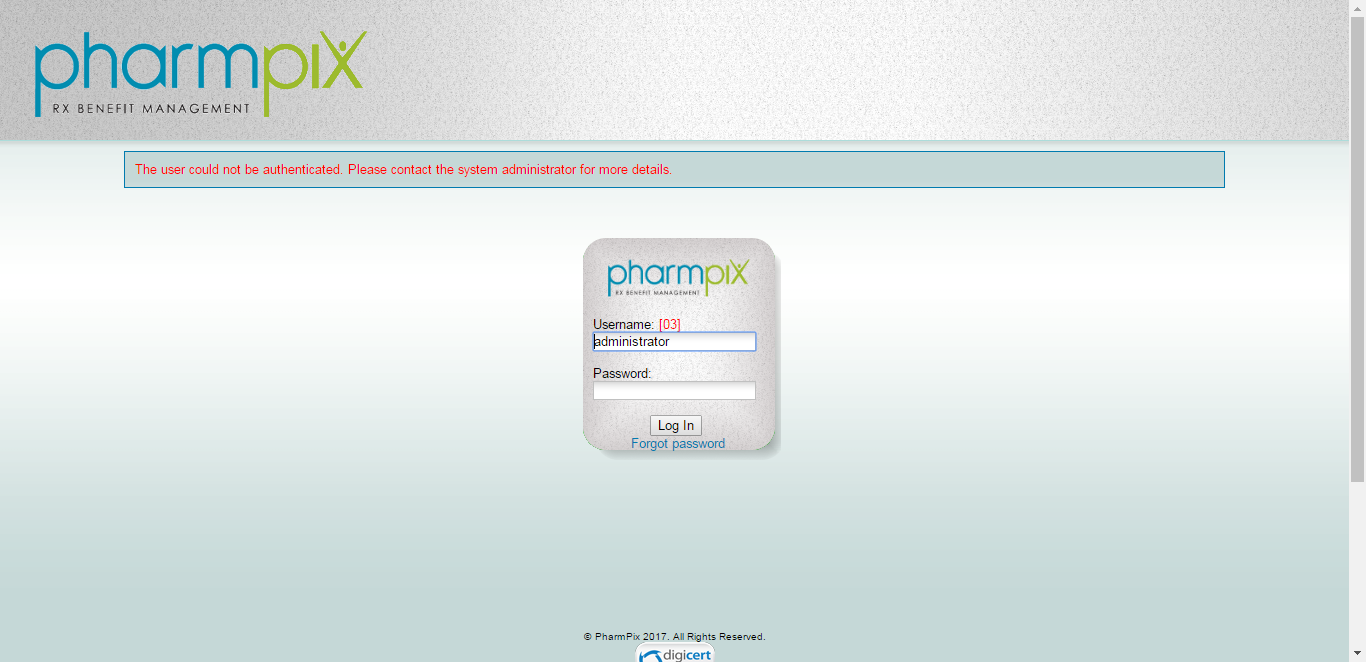 pharmpix
RX BENEFIT MANAGEMENT
The user could not be authenticated. Please contact the system administrator for more details.
pharmpix
RX BENEFIT MANAGEMENT
Username: [03]
administrator
Password:
Log In
Forgot password
© PharmPix 2017. All Rights Reserved.
digicert